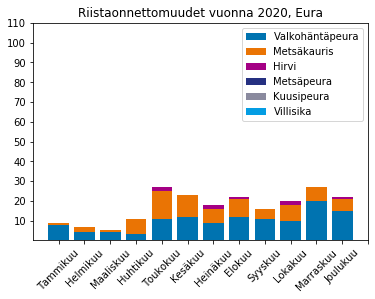 Riistaonnettomuudet vuonna 2020, Eura
110
100
90
80
70
60
50
40
30
20
10
Valkohäntäpeura
Metsäkauris
Hirvi
Metsäpeura
Kuusipeura
Villisika
Tammikuu
Helmikuu
Maaliskuu
Huhtikuu
Toukokuu
Kesäkuu
Heinäkuu
Elokuu
Syyskuu
Lokakuu
Marraskuu
Joulukuu